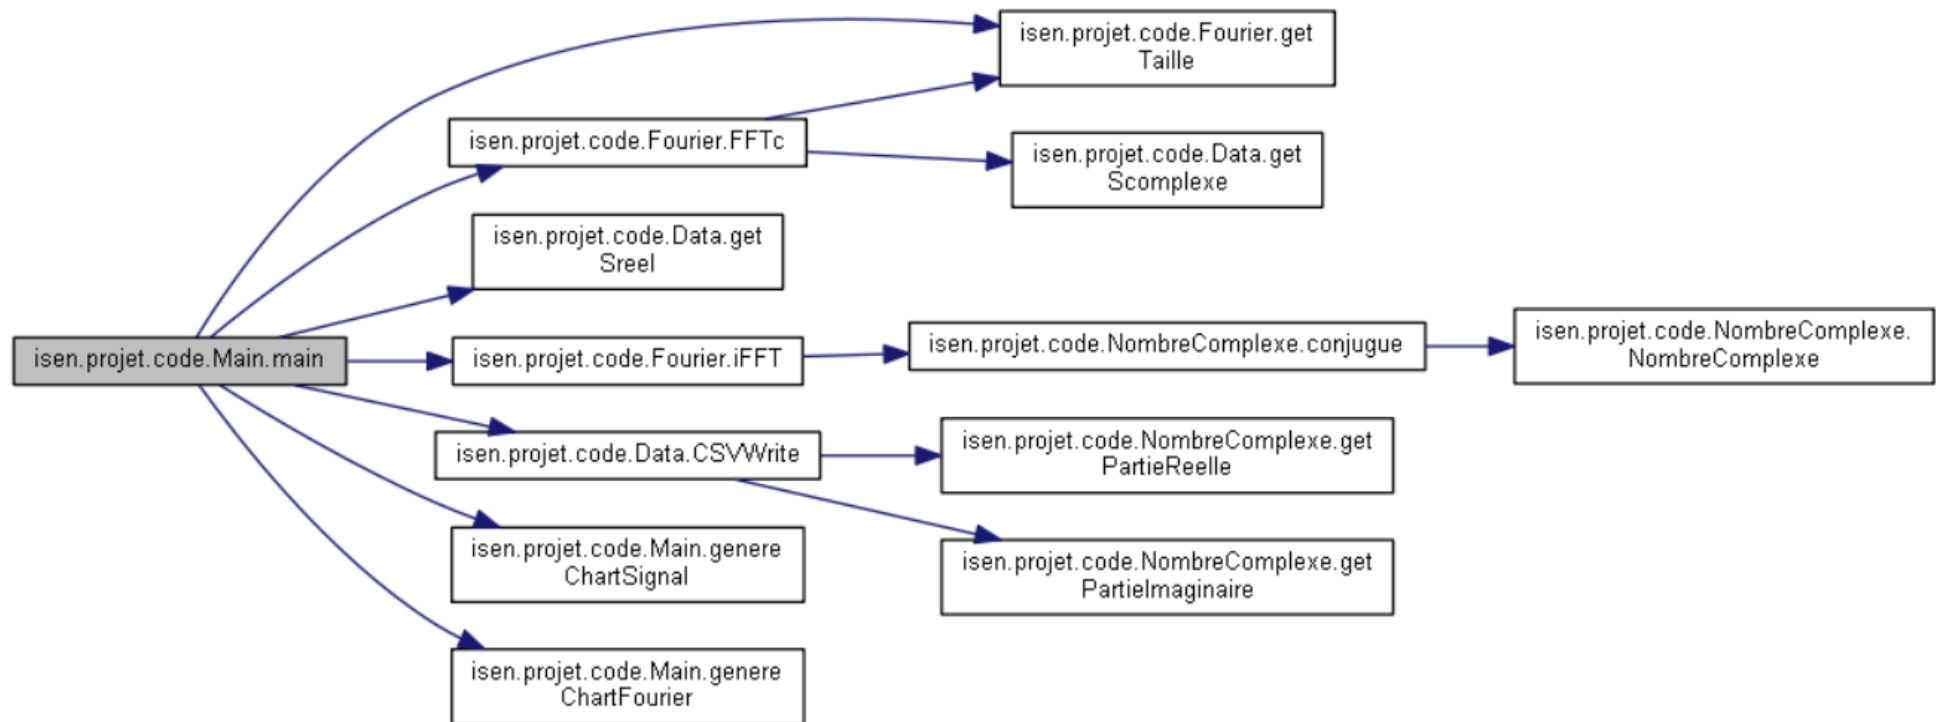 isen.projet.code.Fourier.get
Taille
isen.projet.code.Fourier.FFTc
isen.projet.code.Data.get
Scomplexe
isen.projet.code.Data.get
Sreel
isen.projet.code.Main.main
isen.projet.code.Fourier.iFFT
isen.projet.code.NombreComplexe.conjugue
isen.projet.code.NombreComplexe.
NombreComplexe
isen.projet.code.Data.CSVWrite
isen.projet.code.NombreComplexe.get
PartieReelle
isen.projet.code.Main.genere
ChartSignal
isen.projet.code.NombreComplexe.get
PartieImaginaire
isen.projet.code.Main.genere
ChartFourier